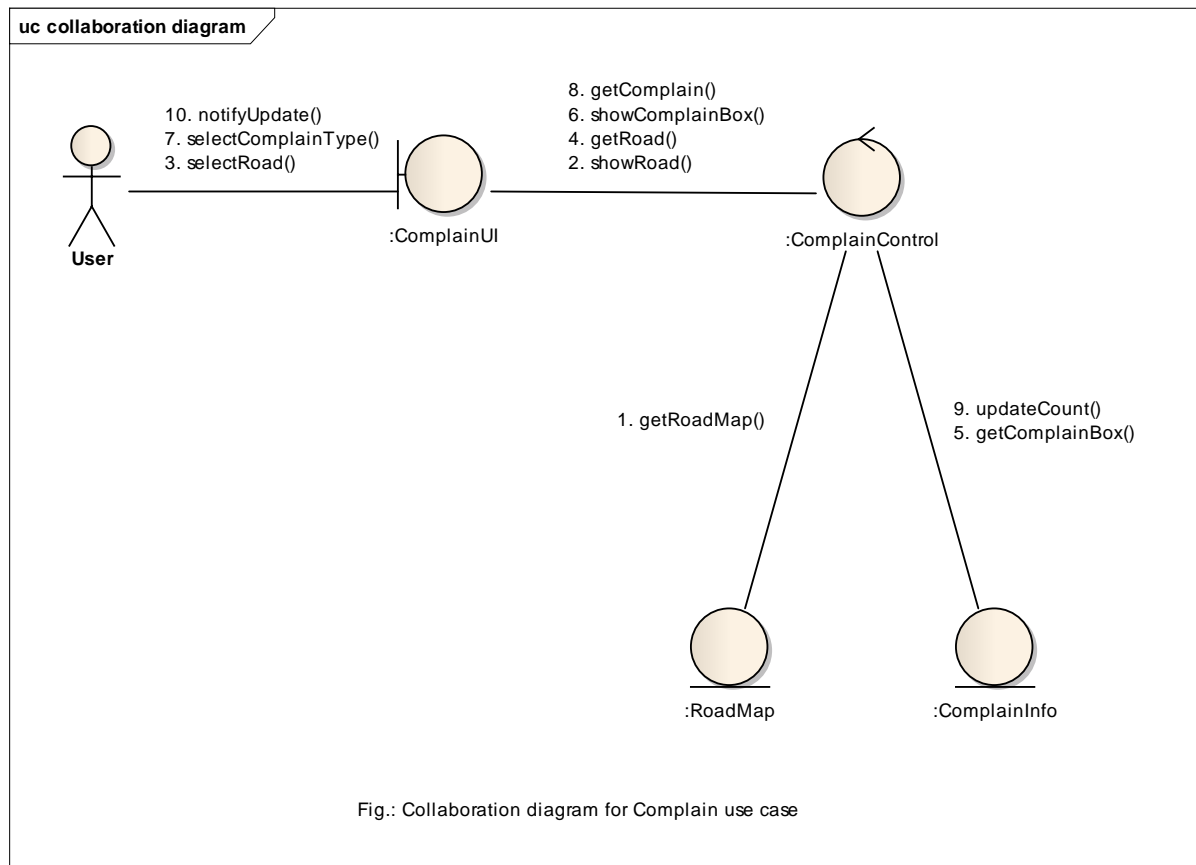 uc collaboration diagram
10. notifyUpdate()
7. selectComplainType()
3. selectRoad()
8. getComplain()
6. showComplainBox()
4. getRoad()
2. showRoad()
User
:ComplainUI
:ComplainControl
1. getRoadMap()
9. updateCount()
5. getComplainBox()
:RoadMap
:ComplainInfo
Fig.: Collaboration diagram for Complain use case